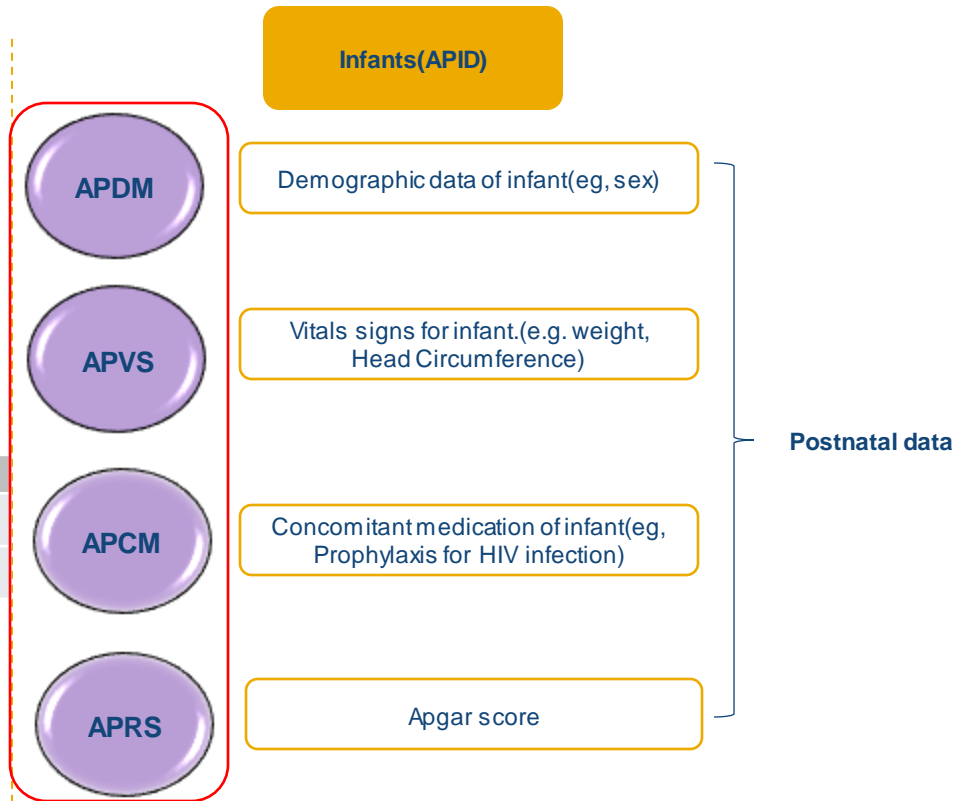 Infants(APID)
APDM
Demographic data of infant(eg, sex)
APVS
Vitals signs for infant.(e.g. weight,
Head Circumference)
Postnatal data
APCM
Concomitant medication of infant(eg,
Prophylaxis for HIV infection)
APRS
Apgar score